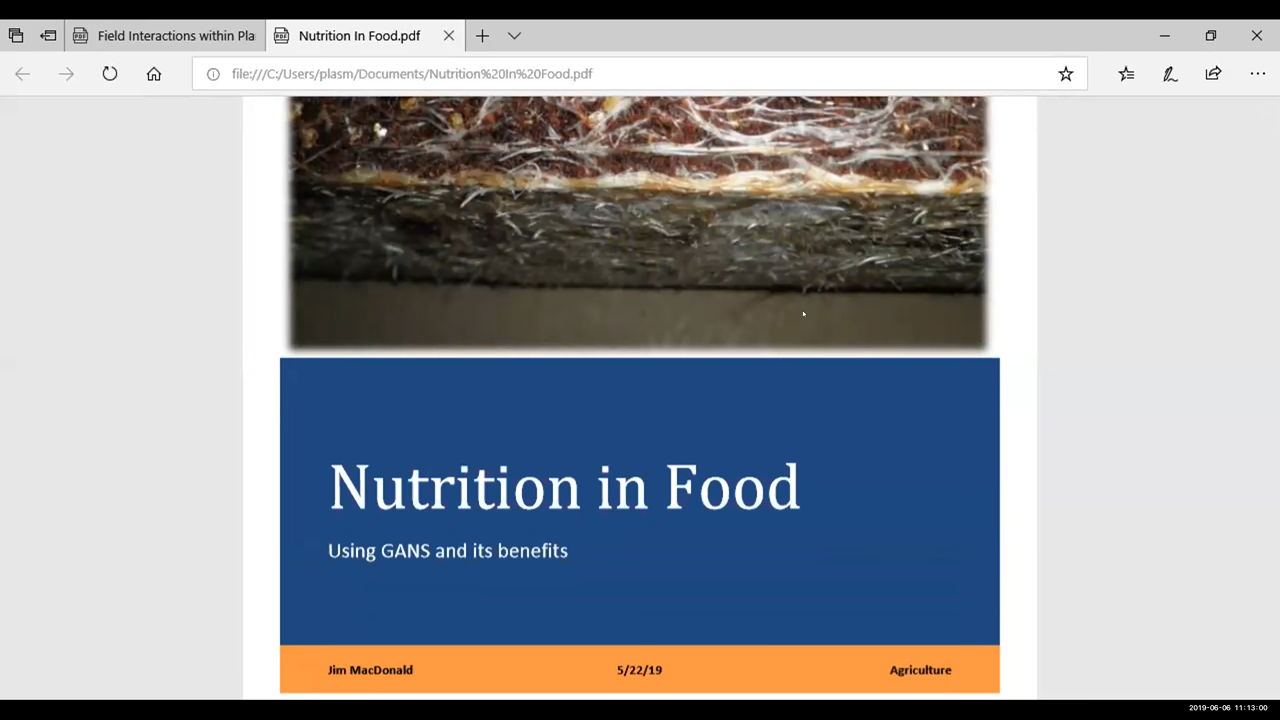 Field Interactions within Pla
Nutrition In Food.pdf
file:///C:/Users/plasm/Documents/Nutrition%20In%20Food.pdf
Nutrition in Food
Using GANS and its benefits
Jim MacDonald 5/22/19 Agriculture
2019-06-06 11:13:00